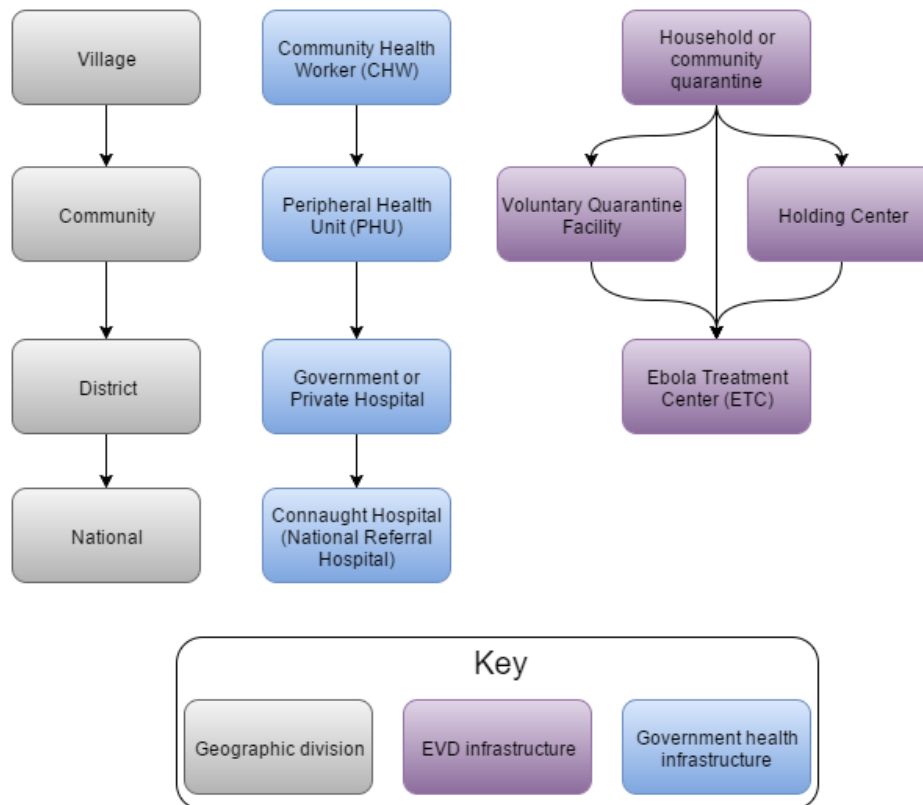 Village
Community
District
National
Community Health
Worker (CHW)
Peripheral Health
Unit (PHU)
Government or
Private Hospital
Connaught Hospital
(National Referral
Hospital)
Household or
community
quarantine
Voluntary Quarantine
Facility
Holding Center
Ebola Treatment
Center (ETC)
Key
Geographic division
EVD infrastructure
Government health
infrastructure